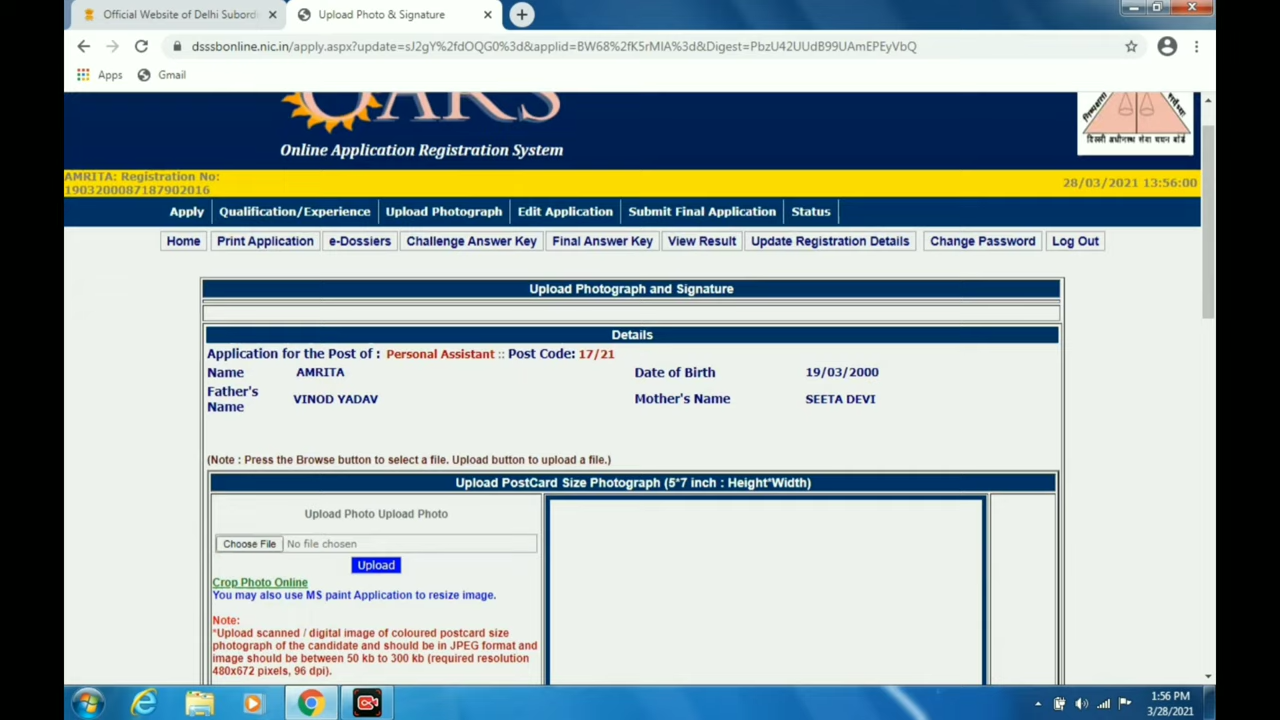 Official Website of Delhi Subord
Upload Photo & Signature
dsssbonline.nic.in/apply.aspx?update=sJ2gY%2fdOQG0%3d&applid=BW68%2fK5rMIA%3d&Digest=PbzU42UUdB99UAmEPEyVbQ
Apps Gmail
OARS
Online Application Registration System
दिल्ली अधीनस्थ सेवा चयन बोर्ड
AMRITA: Registration No:
1903200087187902016
28/03/2021 13:56:00
Apply Qualification/Experience Upload Photograph Edit Application Submit Final Application Status
Home Print Application e-Dossiers Challenge Answer Key Final Answer Key View Result Update Registration Details Change Password Log Out
Upload Photograph and Signature
Details
Application for the Post of : Personal Assistant :: Post Code: 17/21
Name AMRITA Date of Birth 19/03/2000
Father's Name VINOD YADAV Mother's Name SEETA DEVI
(Note : Press the Browse button to select a file. Upload button to upload a file.)
Upload PostCard Size Photograph (5*7 inch : Height*Width)
Upload Photo Upload Photo
Choose File No file chosen
Upload
Crop Photo Online
You may also use MS paint Application to resize image.
Note:
*Upload scanned / digital image of coloured postcard size
photograph of the candidate and should be in JPEG format and
image should be between 50 kb to 300 kb (required resolution
480x672 pixels, 96 dpi).
1:56 PM
3/28/2021